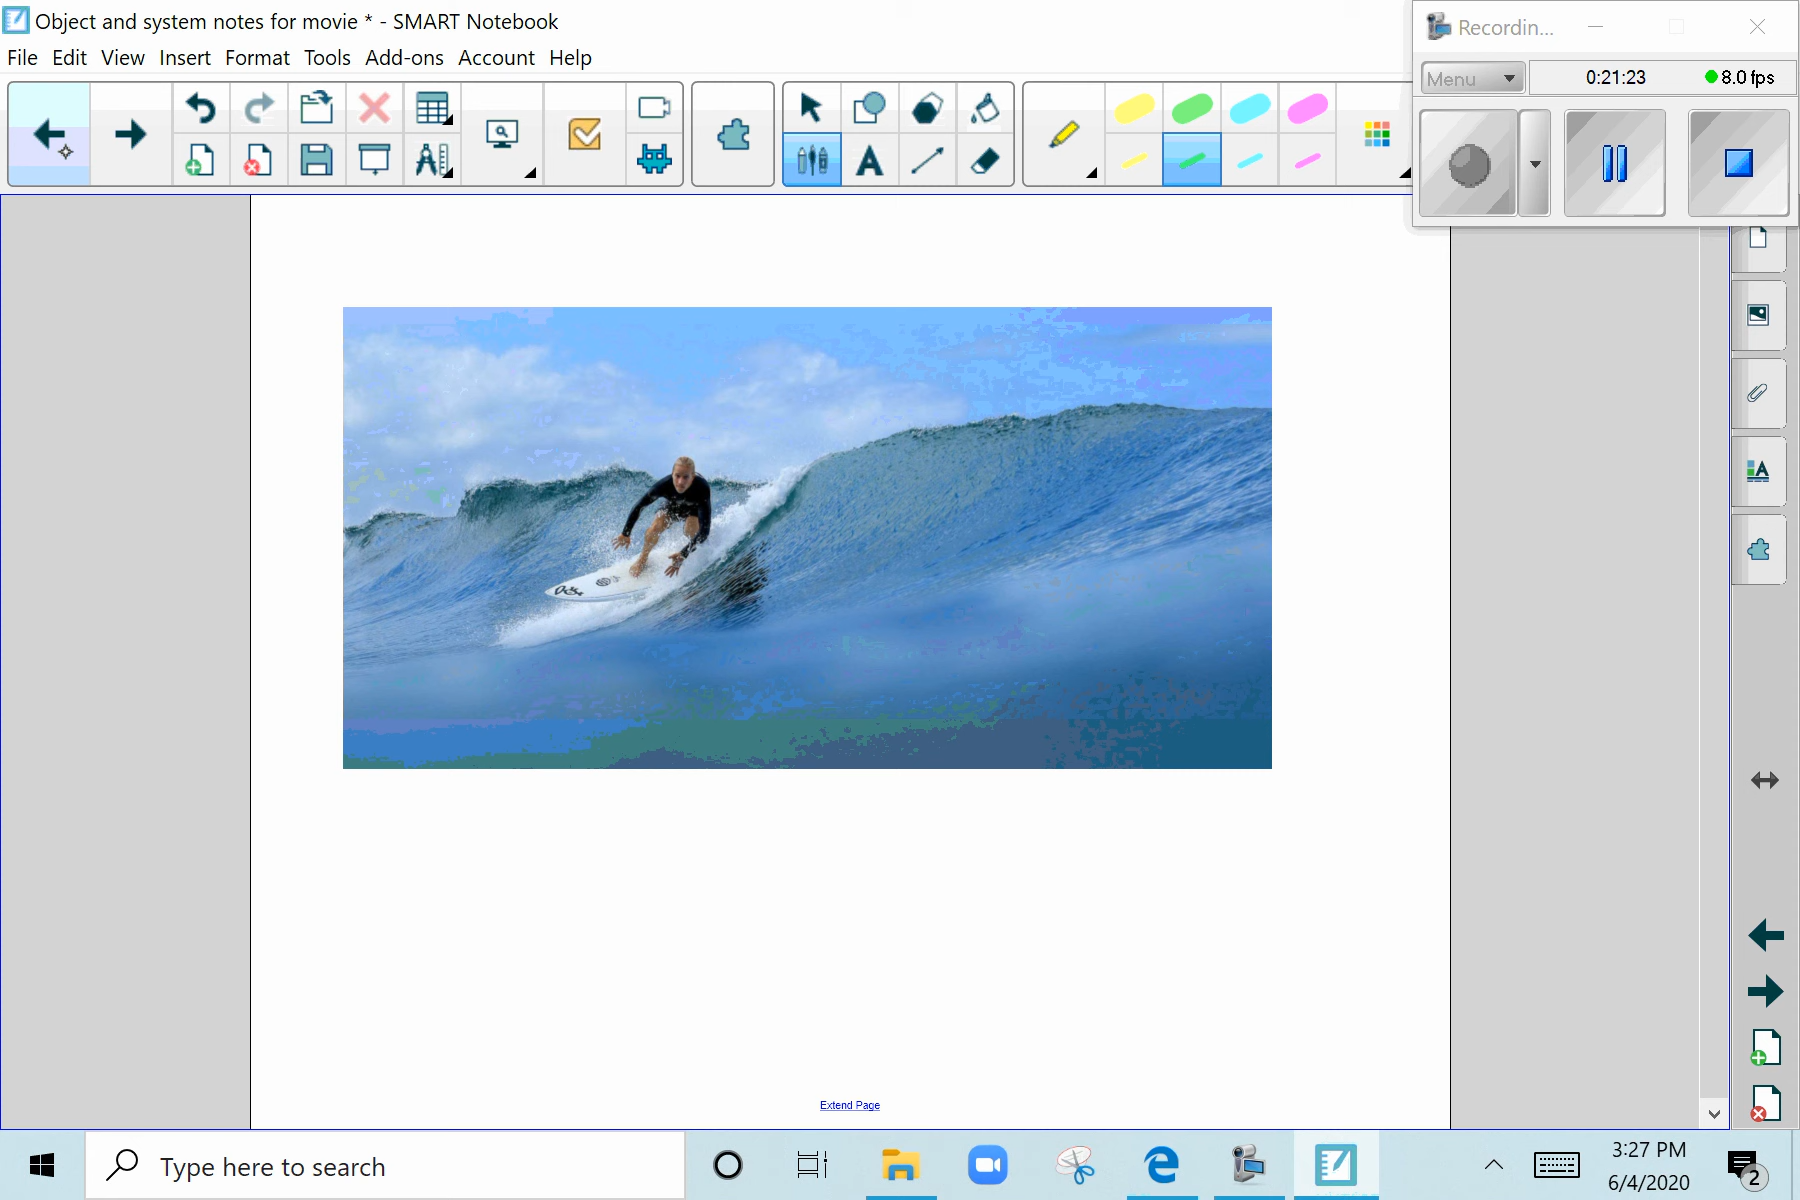 Object and system notes for movie * - SMART Notebook
File Edit View Insert Format Tools Add-ons Account Help
Recordin...
Menu 0:21:23 8.0 fps
A
A
Extend Page
Type here to search
3:27 PM
6/4/2020
2